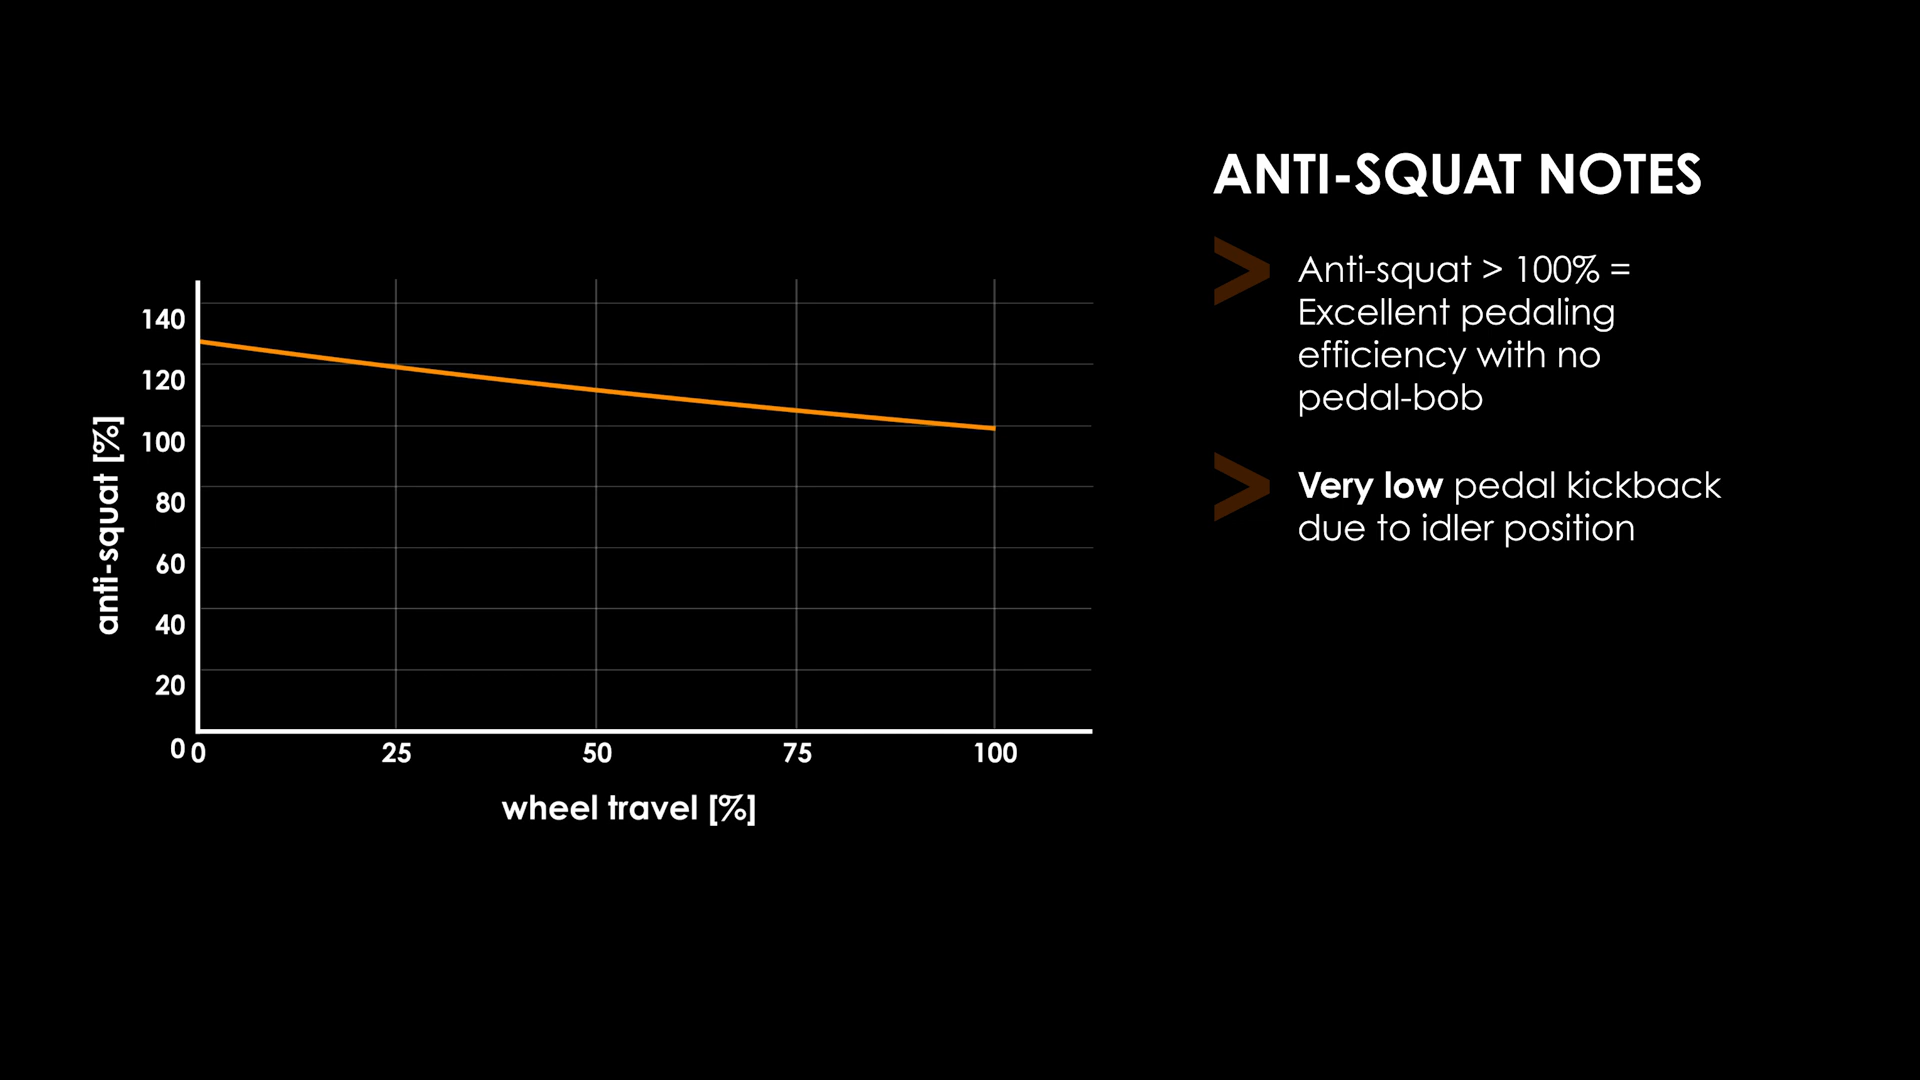 ANTI-SQUAT NOTES
> Anti-squat > 100% =
Excellent pedaling
efficiency with no
pedal-bob
> Very low pedal kickback
due to idler position
anti-squat [%]
140
120
100
80
60
40
20
0
0 25 50 75 100
wheel travel [%]